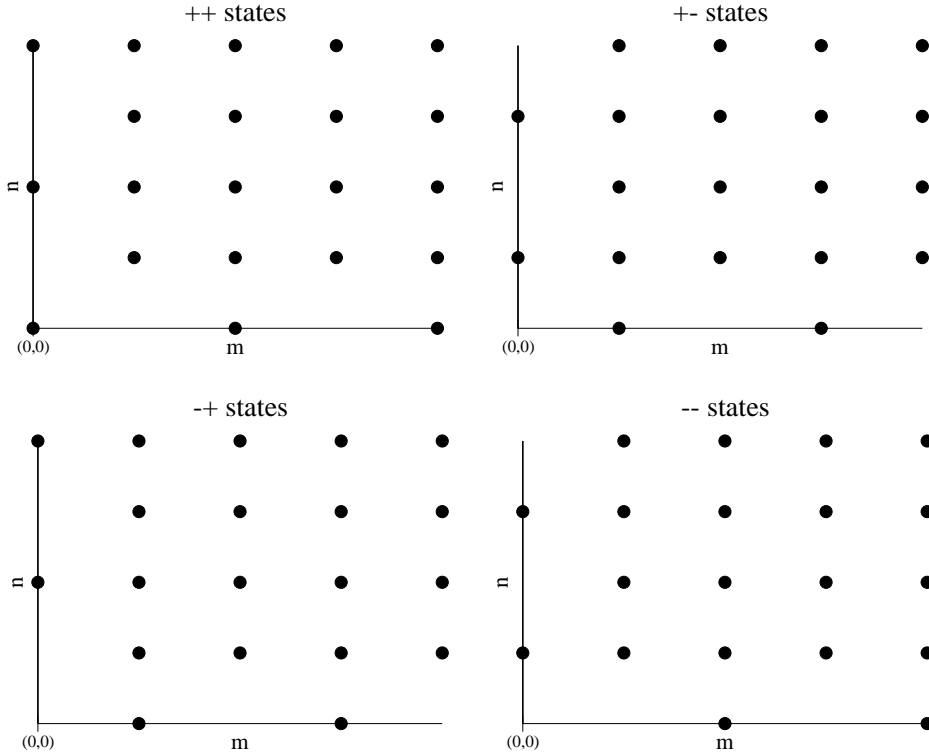 ++ states
+- states
n
n
(0,0)
m
(0,0)
m
-+ states
-- states
n
n
(0,0)
m
(0,0)
m